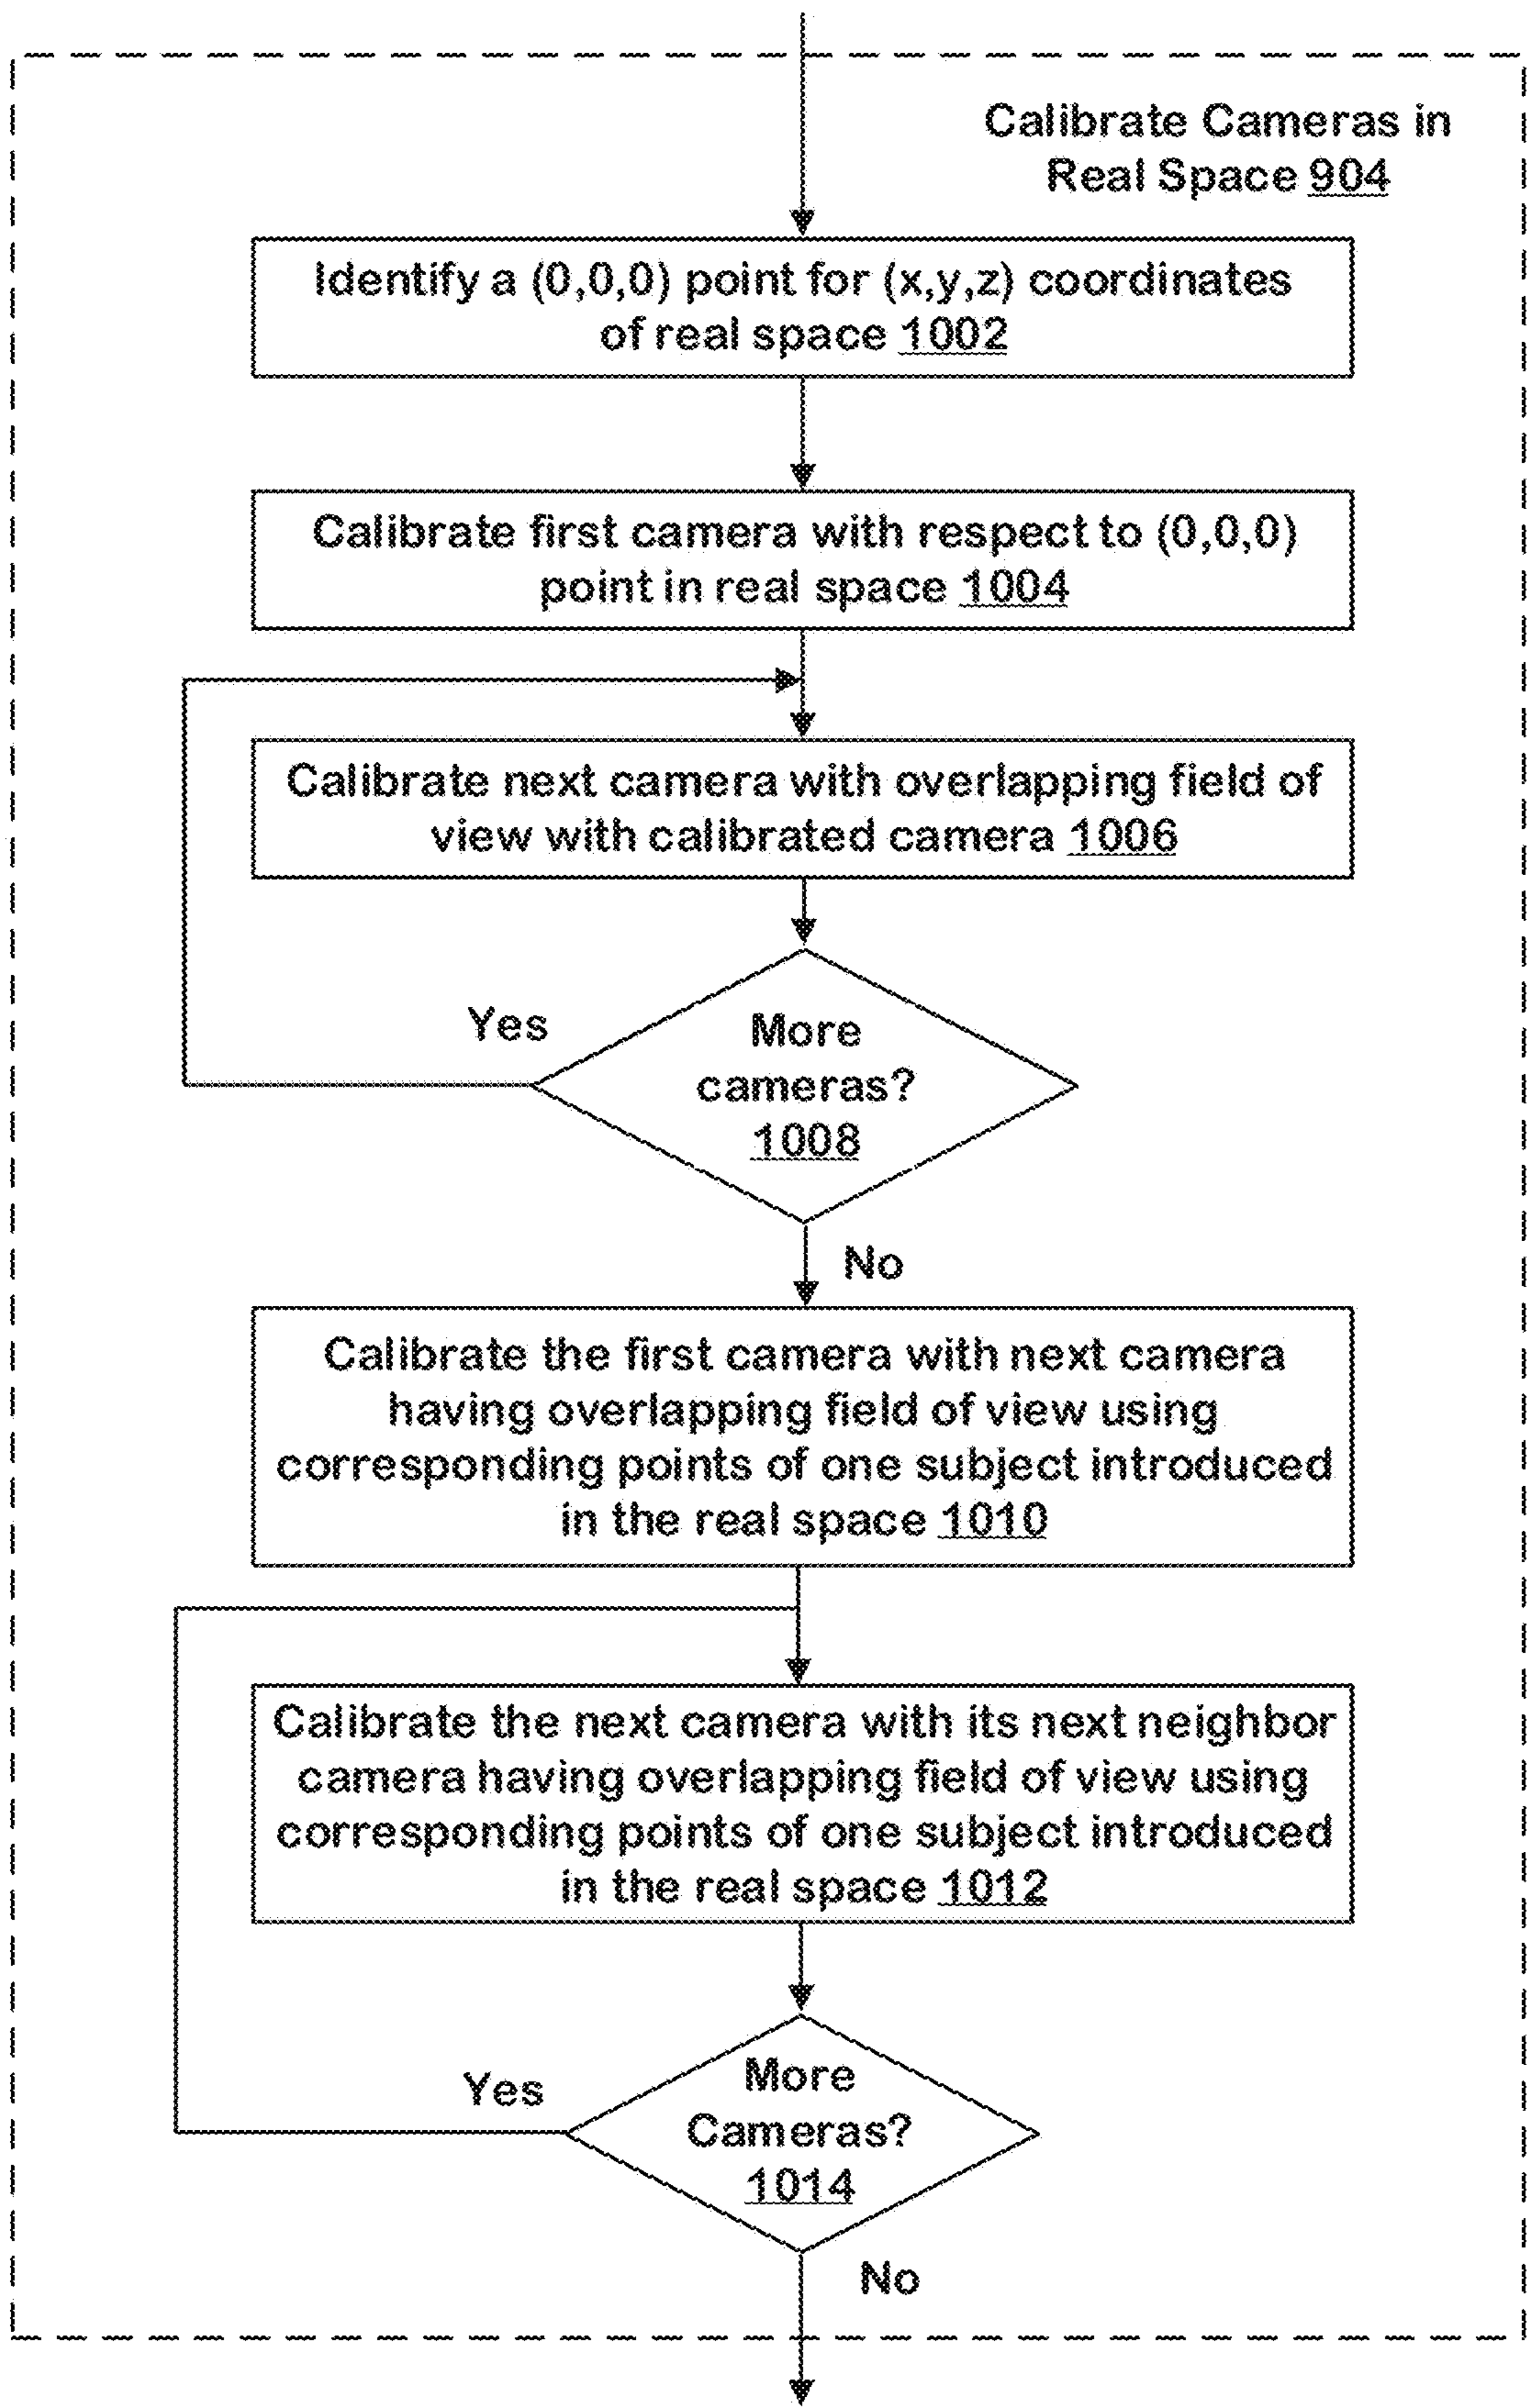 Calibrate Cameras in
Real Space 904
Identify a (0,0,0) point for (x,y,z) coordinates
of real space 1002
Calibrate first camera with respect to (0,0,0)
point in real space 1004
Calibrate next camera with overlapping field of
view with calibrated camera 1006
Yes
More
cameras?
1008
No
Calibrate the first camera with next camera
having overlapping field of view using
corresponding points of one subject introduced
in the real space 1010
Calibrate the next camera with its next neighbor
camera having overlapping field of view using
corresponding points of one subject introduced
in the real space 1012
Yes
More
Cameras?
1014
No